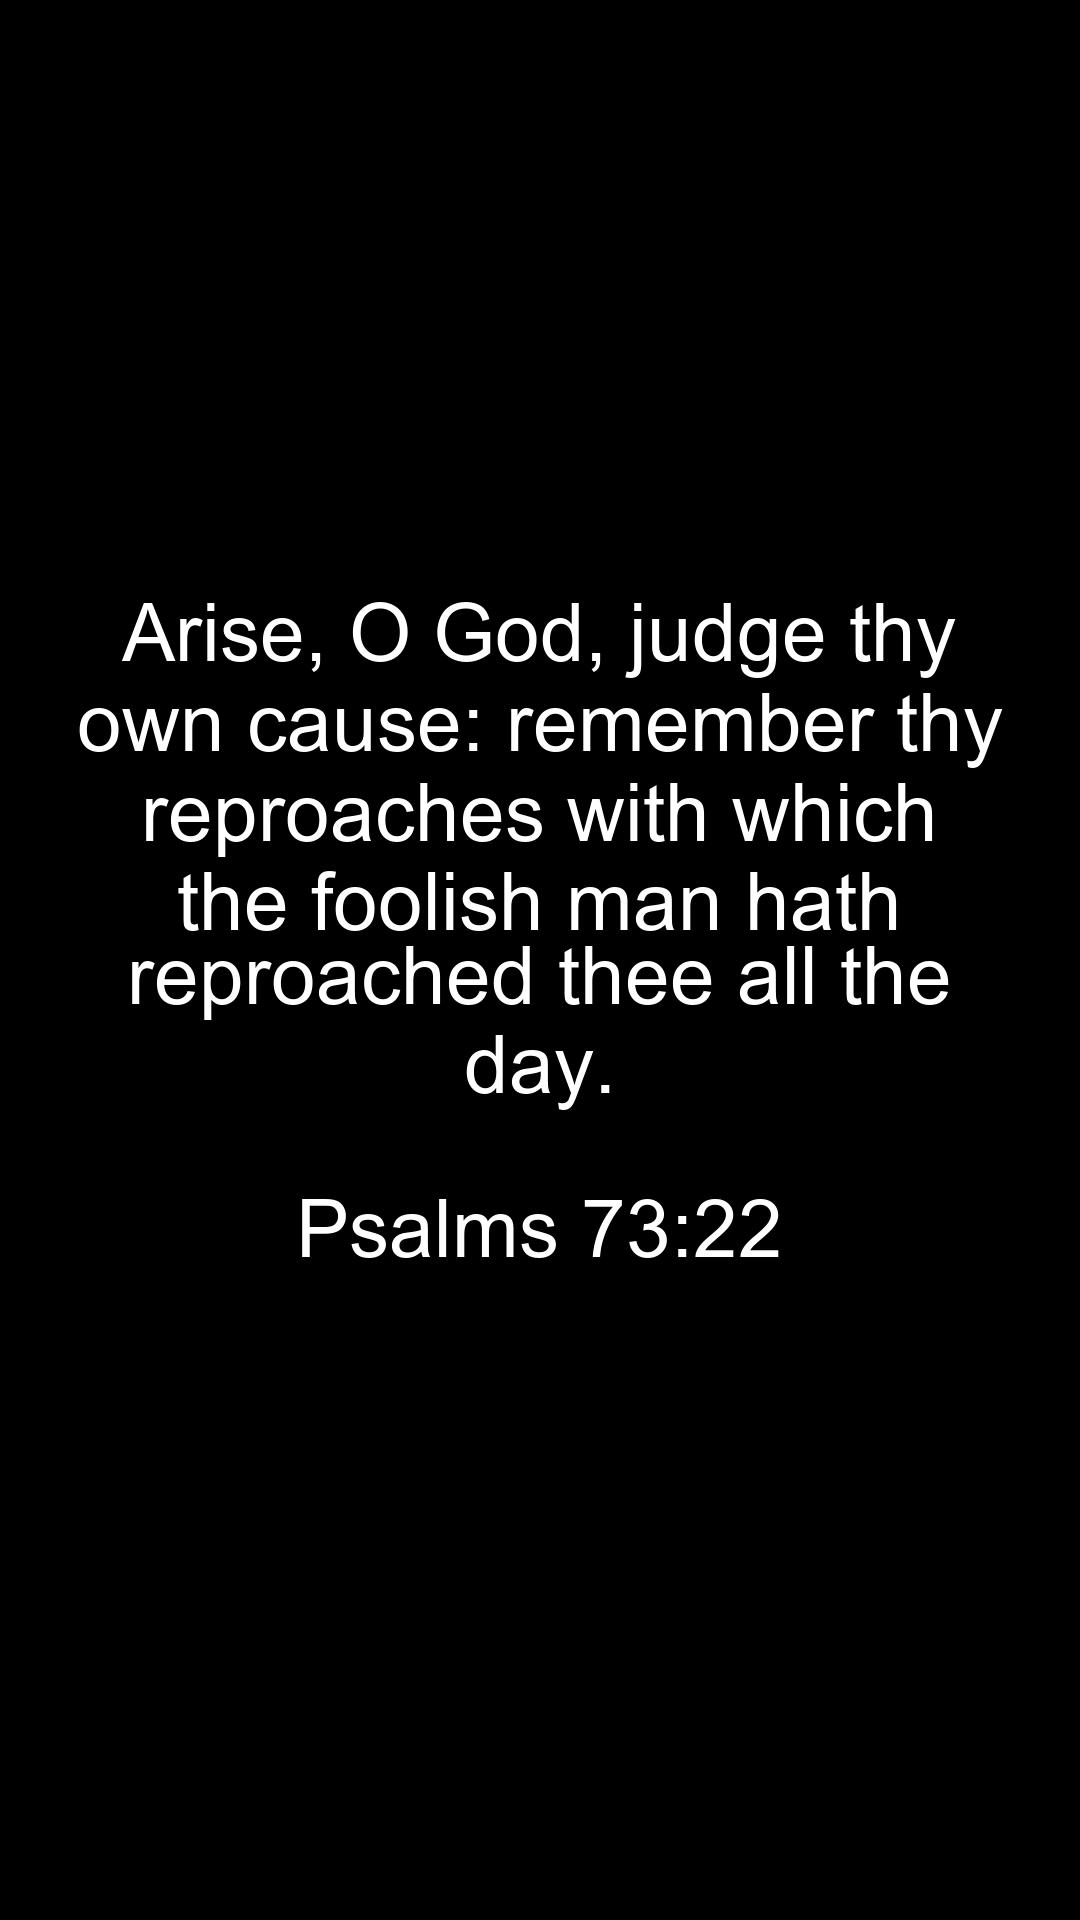 Arise, O God, judge thy
own cause: remember thy
reproaches with which
the foolish man hath
reproached thee all the
day.
Psalms 73:22